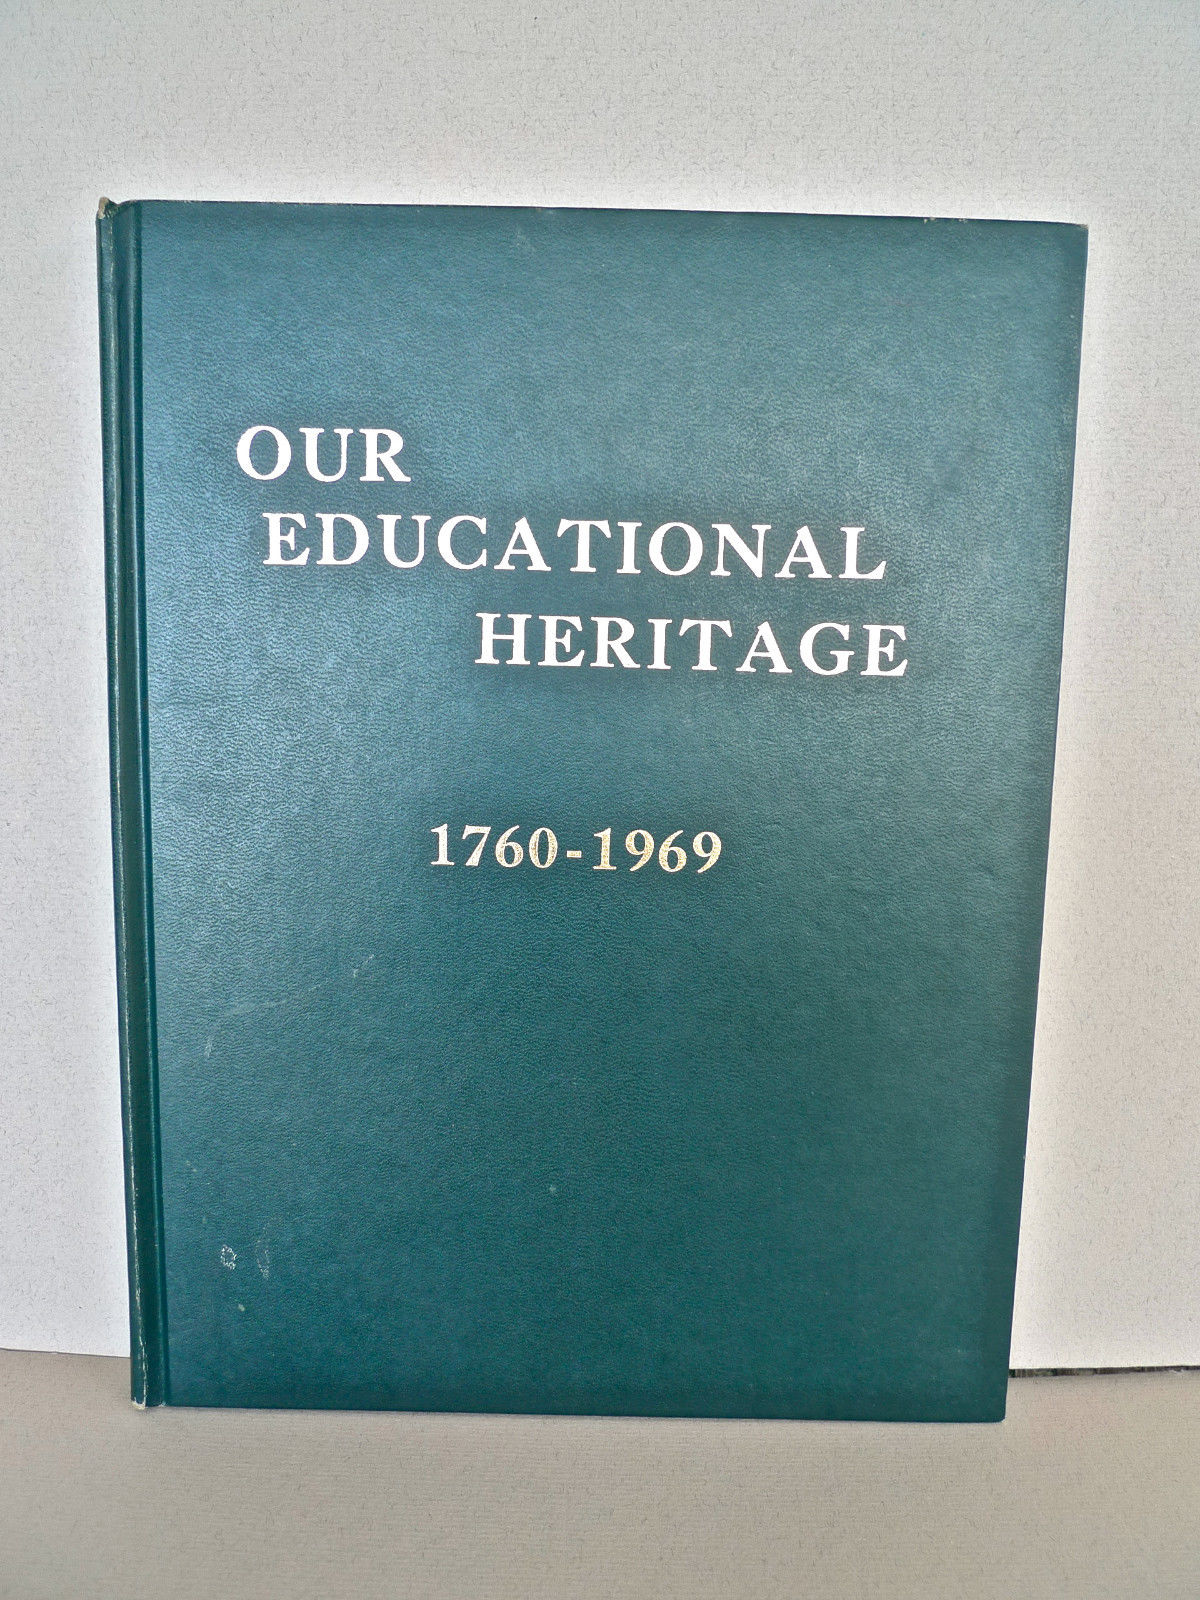 OUR
EDUCATIONAL
HERITAGE
1760-1969